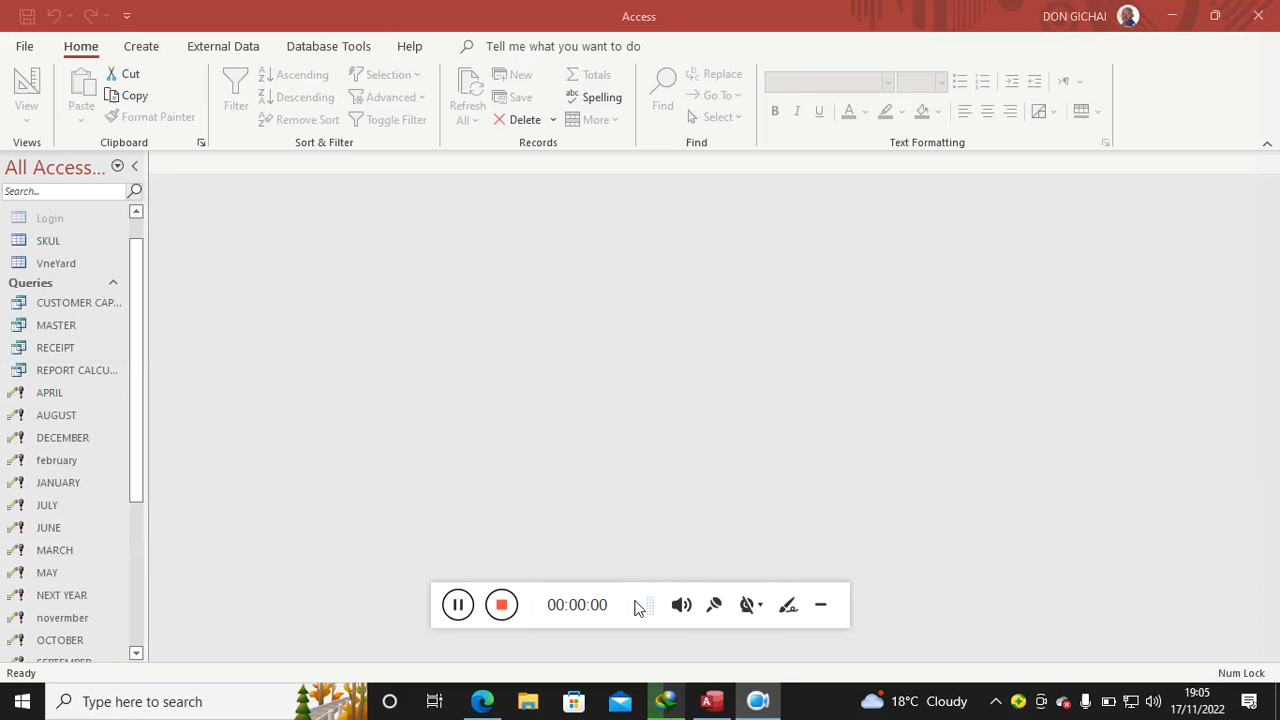 Access
DON GICHAI
File Home Create External Data Database Tools Help Tell me what you want to do
View
Views
Paste
Cut
Copy
Format Painter
Clipboard
Filter
Ascending
Descending
Remove Sort
Selection
Advanced
Toggle Filter
Sort & Filter
Refresh
All
New
Save
Delete
Totals
Spelling
More
Records
Find
Replace
Go To
Select
Find
B I U A
Text Formatting
All Access...
Search...
Login
SKUL
VneYard
Queries
CUSTOMER CAP...
MASTER
RECEIPT
REPORT CALCU...
APRIL
AUGUST
DECEMBER
february
JANUARY
JULY
JUNE
MARCH
MAY
NEXT YEAR
OCTOBER
00:00:00
Ready
Num Lock
Type here to search
18°C Cloudy
19:05
17/11/2022